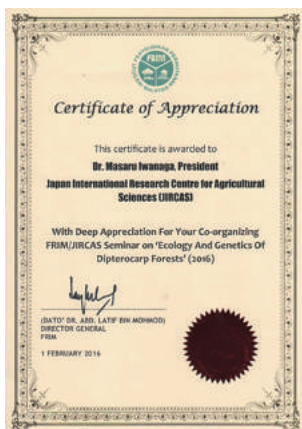 FRIM
Certificate of Appreciation
This certificate is awarded to
Dr. Masaru Iwanaga, President
Japan International Research Centre for Agricultural
Sciences (JIRCAS)
With Deep Appreciation For Your Co-organizing
FRIM/JIRCAS Seminar on 'Ecology And Genetics Of
Dipterocarp Forests' (2016)
(DATO' DR. ABD. LATIF BIN MOHMOD)
DIRECTOR GENERAL
FRIM
1 FEBRUARY 2016